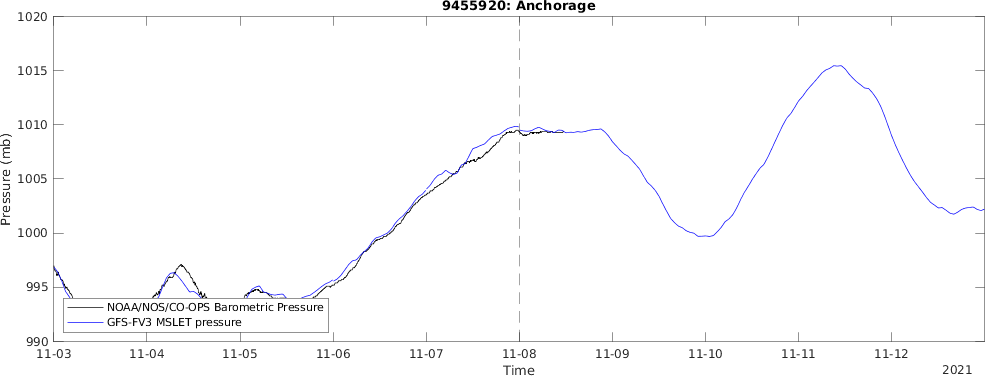 9455920: Anchorage
1020
1015
1010
1005
1000
995
990
Pressure (mb)
NOAA/NOS/CO-OPS Barometric Pressure
GFS-FV3 MSLET pressure
11-03 11-04 11-05 11-06 11-07 11-08 11-09 11-10 11-11 11-12
Time
2021